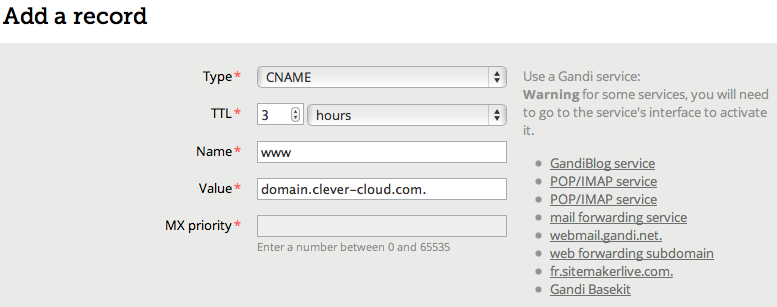 Add a record
Type* CNAME
TTL* 3 hours
Name* www
Value* domain.clever-cloud.com.
MX priority*
Enter a number between 0 and 65535
Use a Gandi service:
Warning for some services, you will need
to go to the service's interface to activate
it.
GandiBlog service
POP/IMAP service
POP/IMAP service
mail forwarding service
webmail.gandi.net.
web forwarding subdomain
fr.sitemakerlive.com.
Gandi Basekit